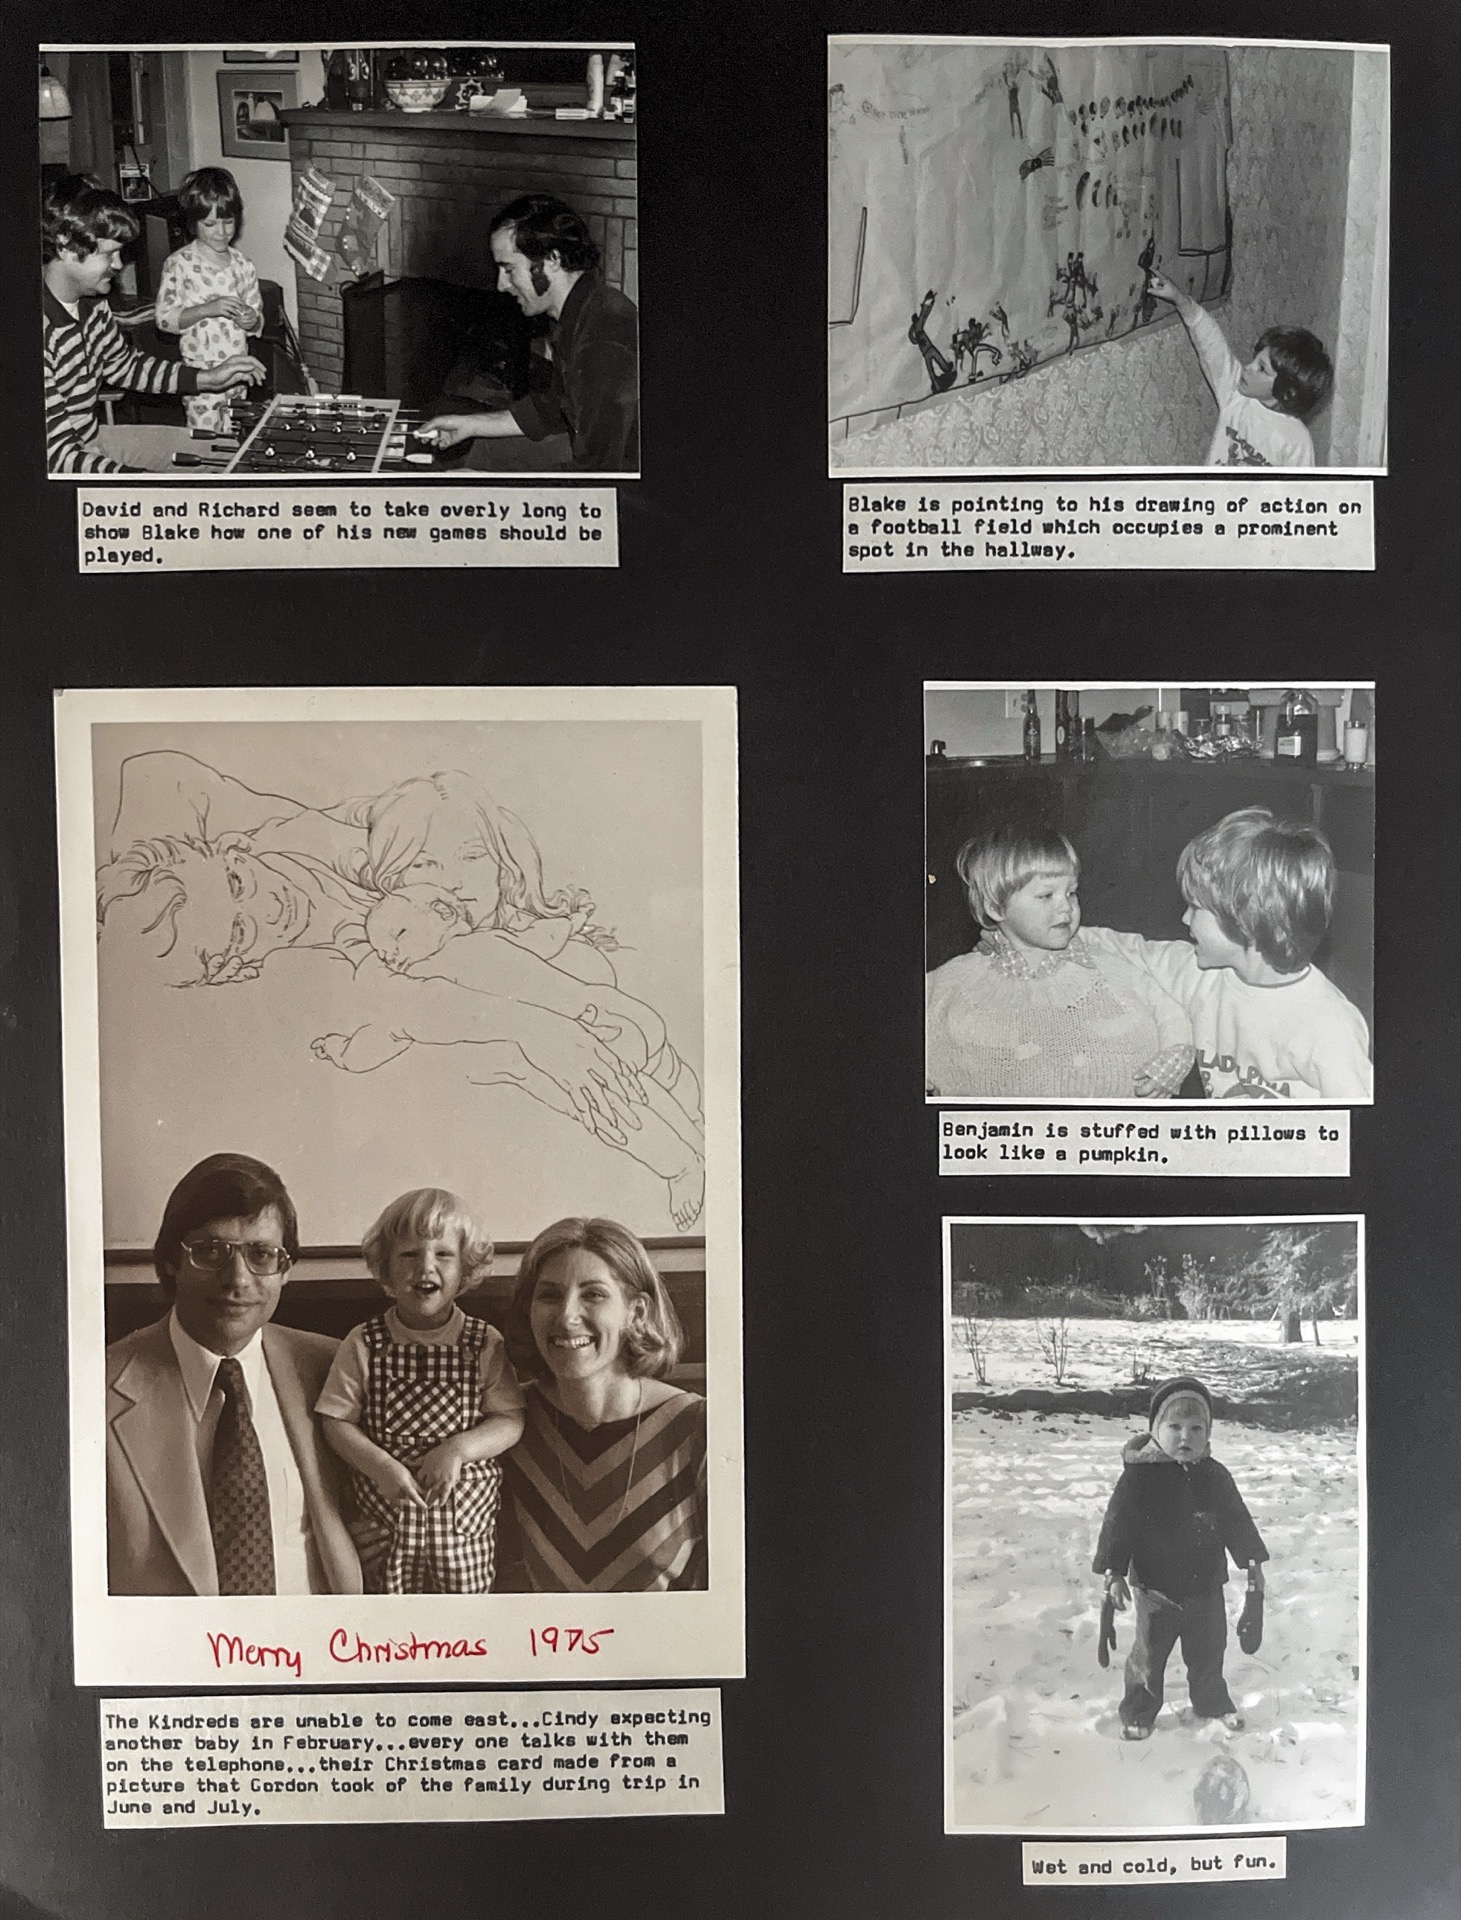 David and Richard seem to take overly long to
show Blake how one of his new games should be
played.
Blake is pointing to his drawing of action on
a football field which occupies a prominent
spot in the hallway.
LADLPHIA
Benjamin is stuffed with pillows to
look like a pumpkin.
Merry Christmas 1975
The Kindreds are unable to come east...Cindy expecting
another baby in February...every one talks with them
on the telephone...their Christmas card made from a
picture that Gordon took of the family during trip in
June and July.
Wet and cold, but fun.